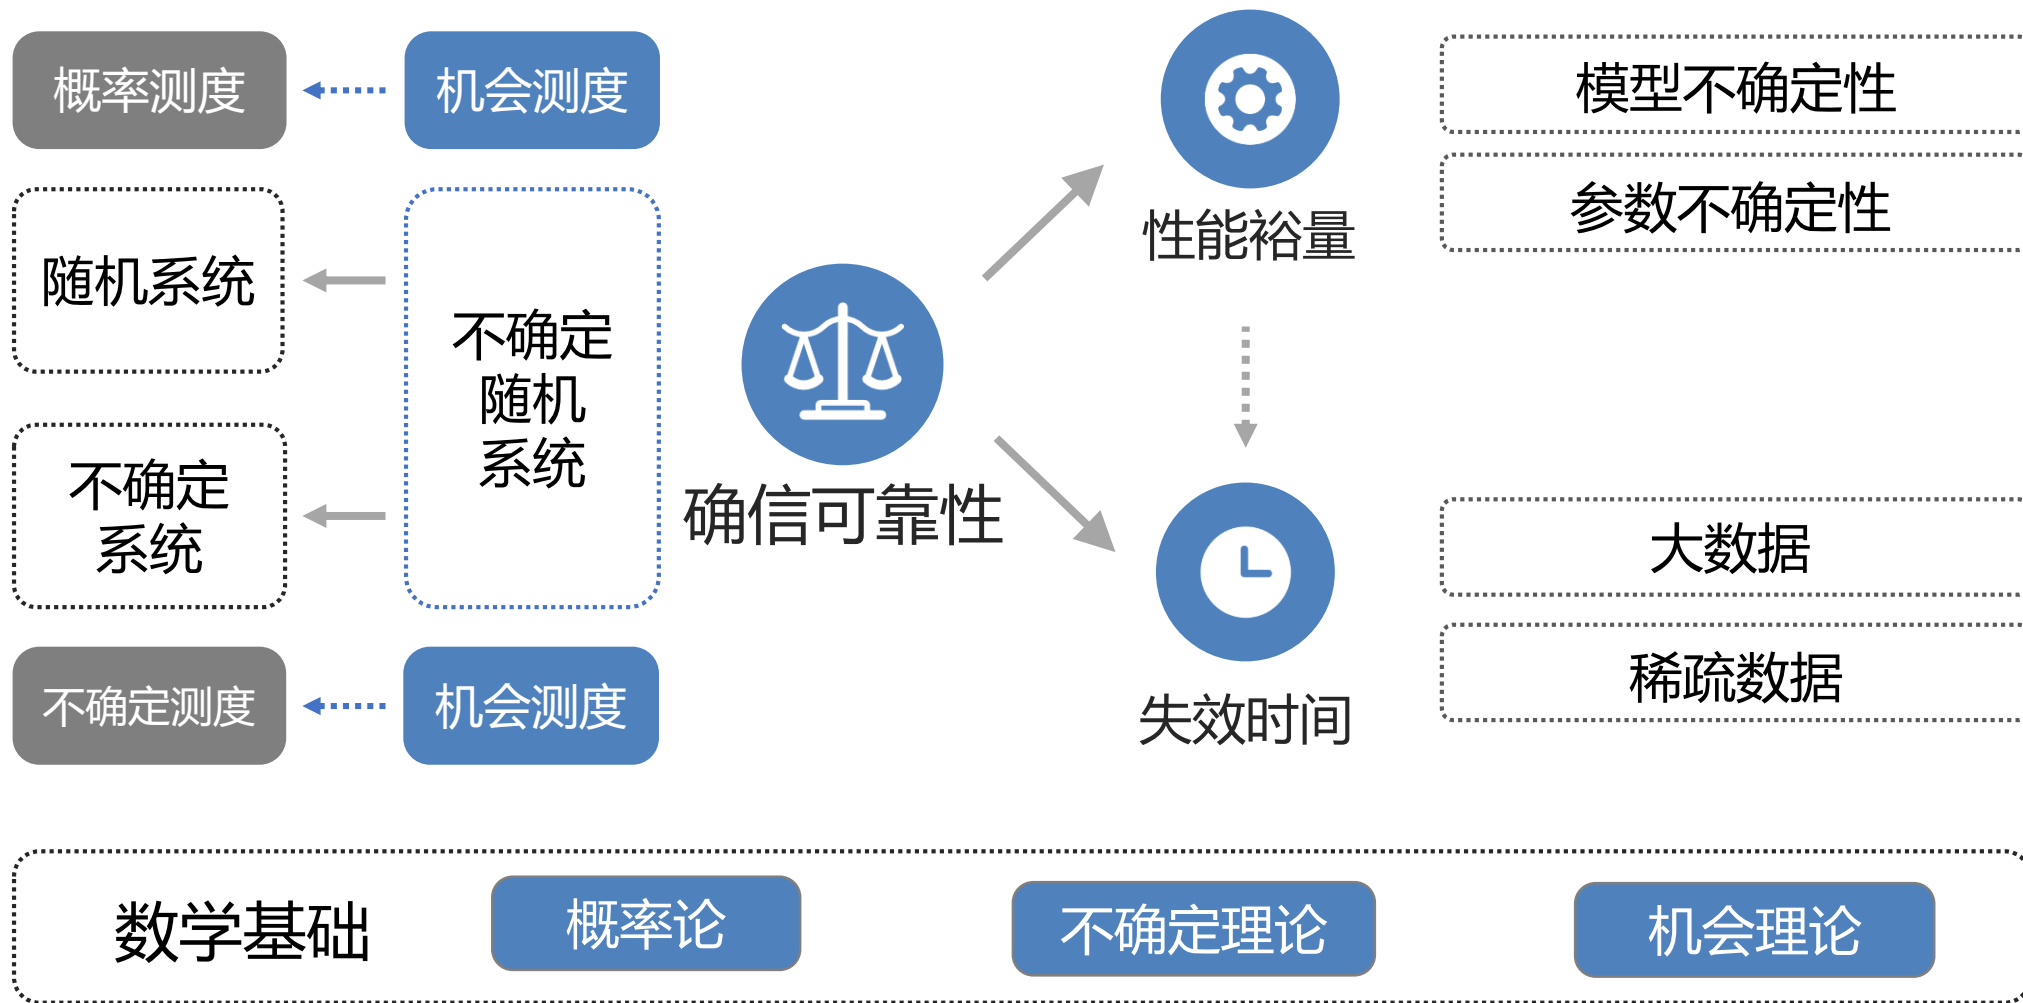 概率测度
机会测度
随机系统
不确定
系统
不确定
随机
系统
不确定测度
机会测度
确信可靠性
性能裕量
失效时间
模型不确定性
参数不确定性
大数据
稀疏数据
数学基础
概率论
不确定理论
机会理论